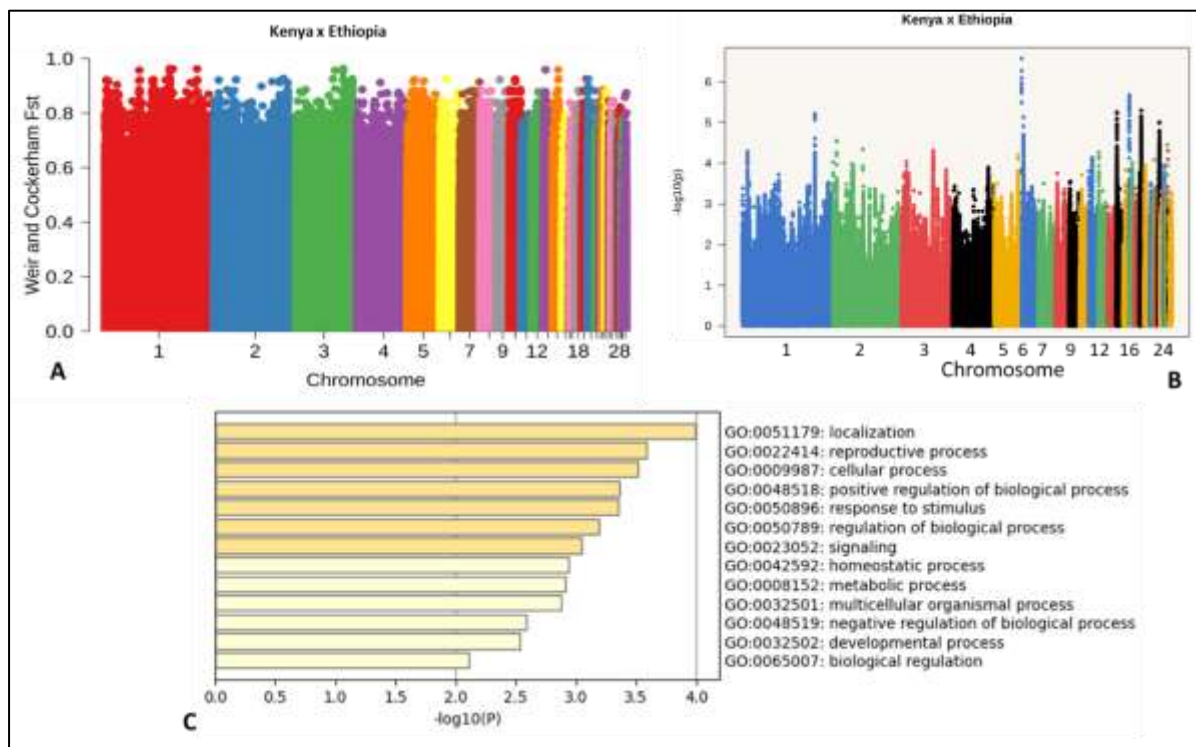 Kenya x Ethiopia
1.0
0.8
0.6
0.4
0.2
0.0
Weir and Cockerham Fst
1 2 3 4 5 7 9 12 18 28
Chromosome
A
Kenya x Ethiopia
6
5
4
3
2
1
0
-log10(p)
1 2 3 4 5 6 7 9 12 16 24
Chromosome
B
GO:0051179: localization
GO:0022414: reproductive process
GO:0009987: cellular process
GO:0048518: positive regulation of biological process
GO:0050896: response to stimulus
GO:0050789: regulation of biological process
GO:0023052: signaling
GO:0042592: homeostatic process
GO:0008152: metabolic process
GO:0032501: multicellular organismal process
GO:0048519: negative regulation of biological process
GO:0032502: developmental process
GO:0065007: biological regulation
0.0 0.5 1.0 1.5 2.0 2.5 3.0 3.5 4.0
-log10(P)
C